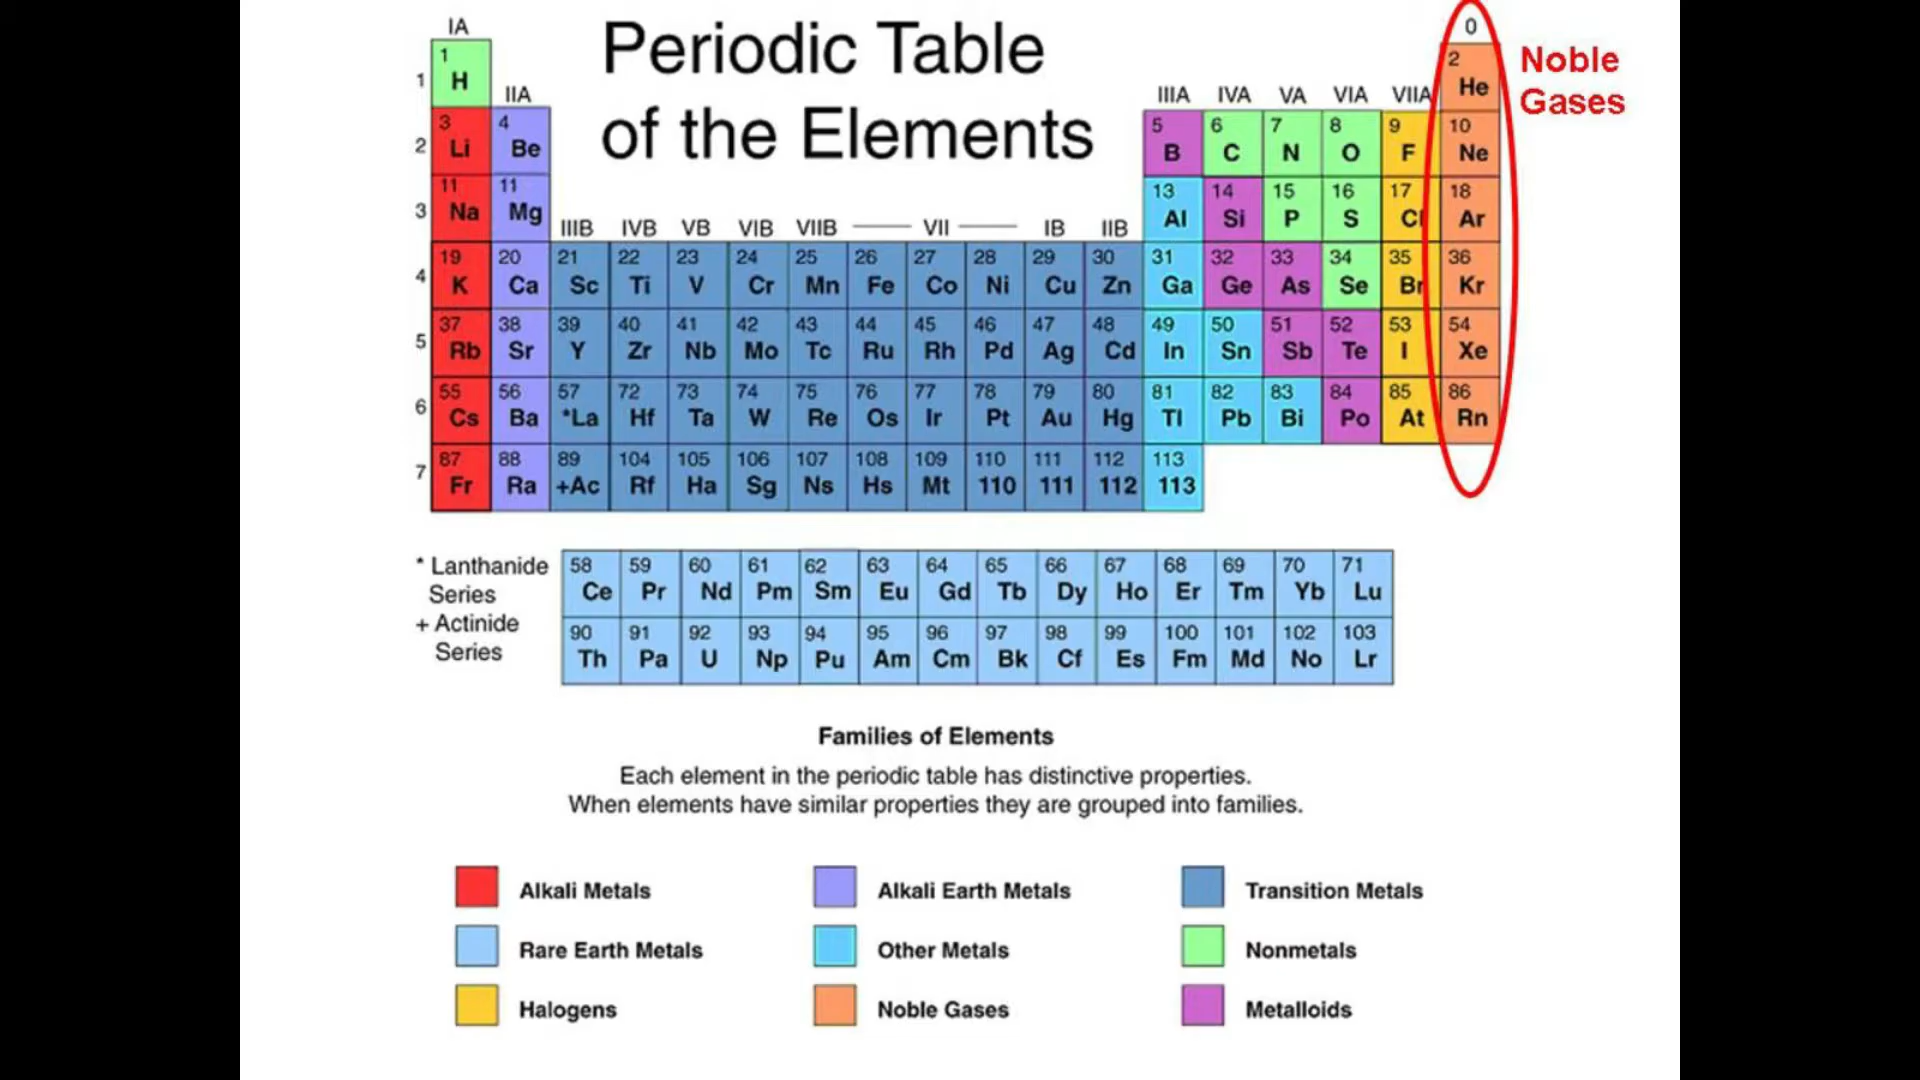 IA
0
Periodic Table
of the Elements
Noble
Gases
IIA
IIIA IVA VA VIA VIIA
1 1 H 2 He
2 3 Li 4 Be 5 B 6 C 7 N 8 O 9 F 10 Ne
3 11 Na 11 Mg 13 Al 14 Si 15 P 16 S 17 Cl 18 Ar
IIIB IVB VB VIB VIIB VII IB IIB
4 19 K 20 Ca 21 Sc 22 Ti 23 V 24 Cr 25 Mn 26 Fe 27 Co 28 Ni 29 Cu 30 Zn 31 Ga 32 Ge 33 As 34 Se 35 Br 36 Kr
5 37 Rb 38 Sr 39 Y 40 Zr 41 Nb 42 Mo 43 Tc 44 Ru 45 Rh 46 Pd 47 Ag 48 Cd 49 In 50 Sn 51 Sb 52 Te 53 I 54 Xe
6 55 Cs 56 Ba 57 *La 72 Hf 73 Ta 74 W 75 Re 76 Os 77 Ir 78 Pt 79 Au 80 Hg 81 Tl 82 Pb 83 Bi 84 Po 85 At 86 Rn
7 87 Fr 88 Ra 89 +Ac 104 Rf 105 Ha 106 Sg 107 Ns 108 Hs 109 Mt 110 110 111 111 112 112 113 113
* Lanthanide
Series
58 Ce 59 Pr 60 Nd 61 Pm 62 Sm 63 Eu 64 Gd 65 Tb 66 Dy 67 Ho 68 Er 69 Tm 70 Yb 71 Lu
+ Actinide
Series
90 Th 91 Pa 92 U 93 Np 94 Pu 95 Am 96 Cm 97 Bk 98 Cf 99 Es 100 Fm 101 Md 102 No 103 Lr
Families of Elements
Each element in the periodic table has distinctive properties.
When elements have similar properties they are grouped into families.
Alkali Metals
Alkali Earth Metals
Transition Metals
Rare Earth Metals
Other Metals
Nonmetals
Halogens
Noble Gases
Metalloids